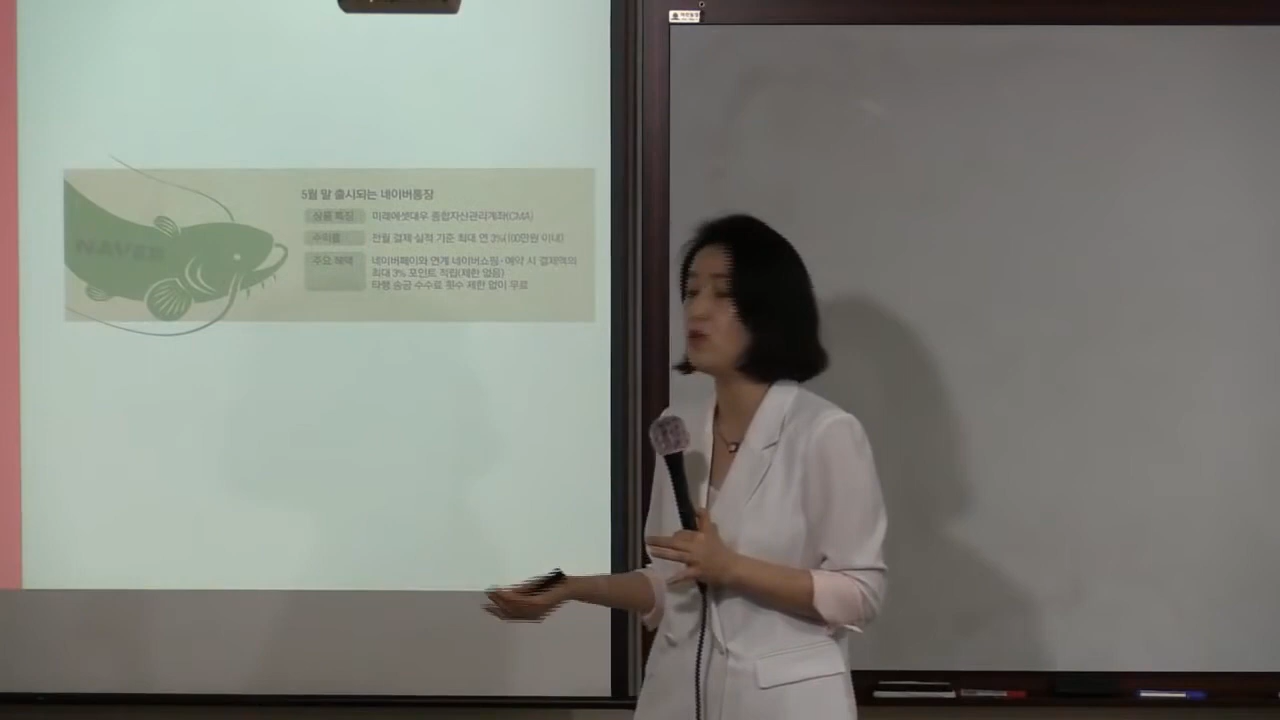 5월 말 출시되는 네이버통장
상품 특징 미래에셋대우 종합자산관리계좌(CMA)
수익률 전월 결제 실적 기준 최대 연 3%(100만원 이내)
주요 혜택 네이버페이와 연계 네이버쇼핑·예약 시 결제액의
최대 3% 포인트 적립(제한 없음)
타행 송금 수수료 횟수 제한 없이 무료